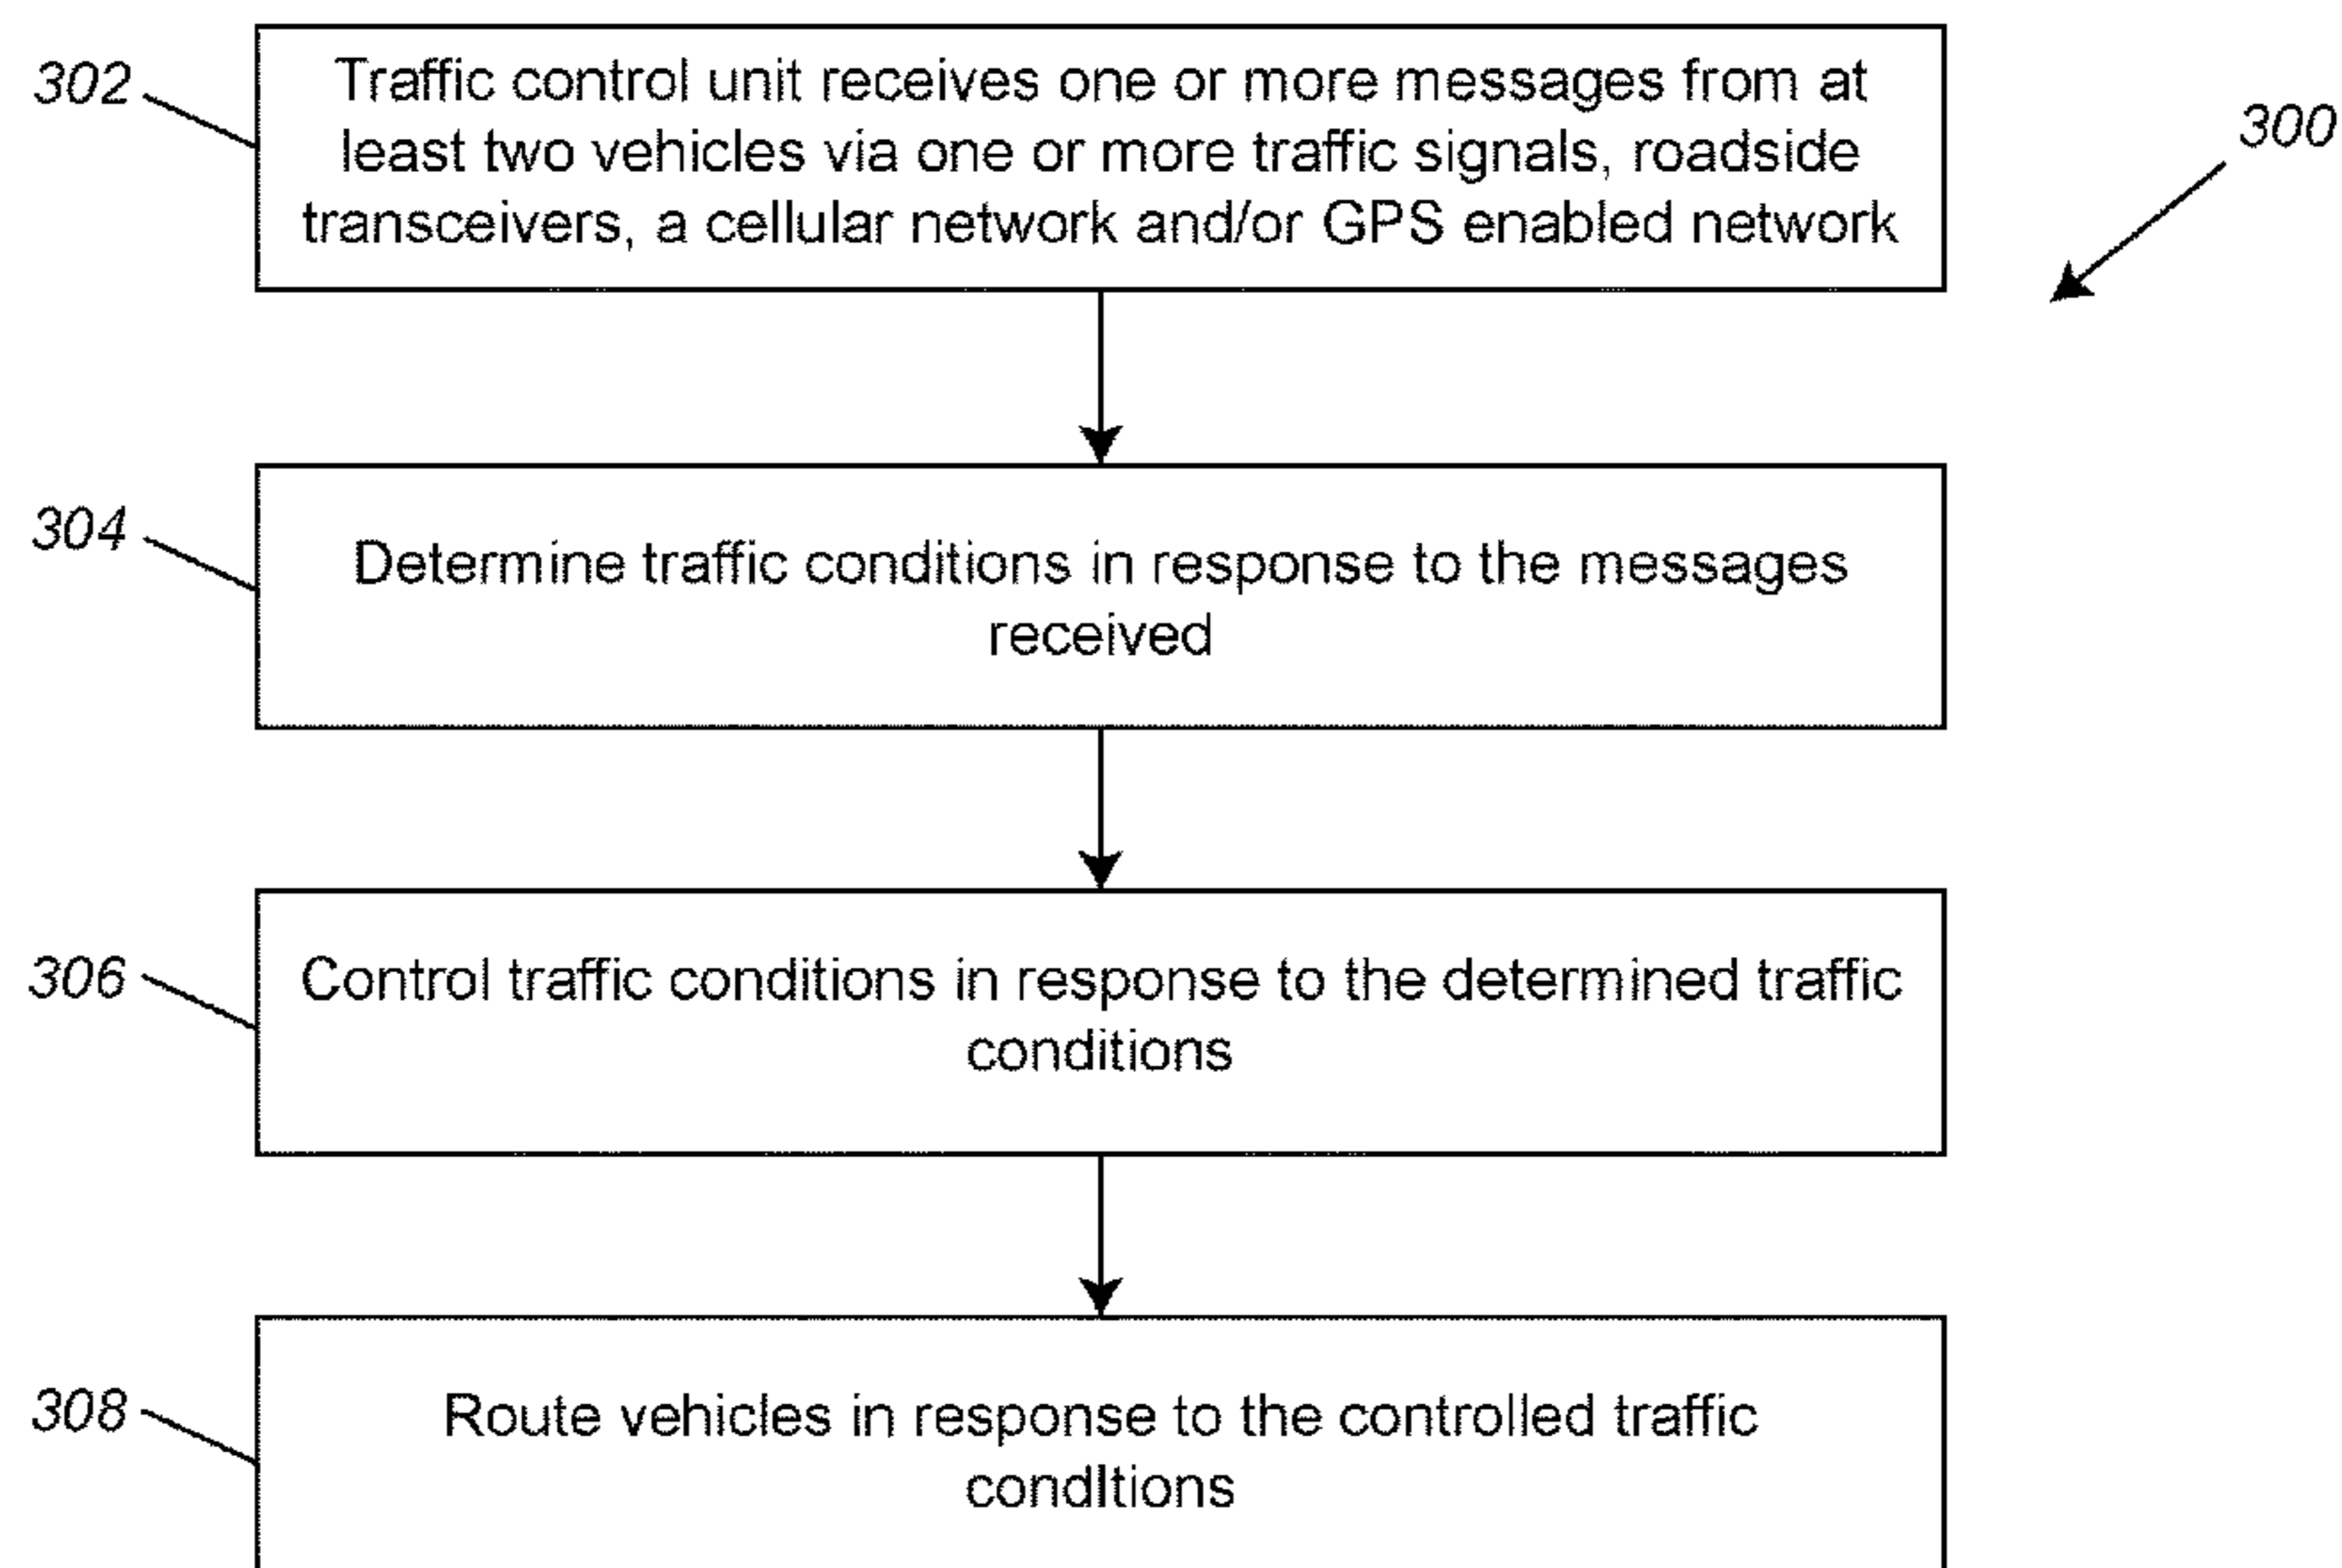 302
Traffic control unit receives one or more messages from at
least two vehicles via one or more traffic signals, roadside
transceivers, a cellular network and/or GPS enabled network
300
304
Determine traffic conditions in response to the messages
received
306
Control traffic conditions in response to the determined traffic
conditions
308
Route vehicles in response to the controlled traffic
conditions